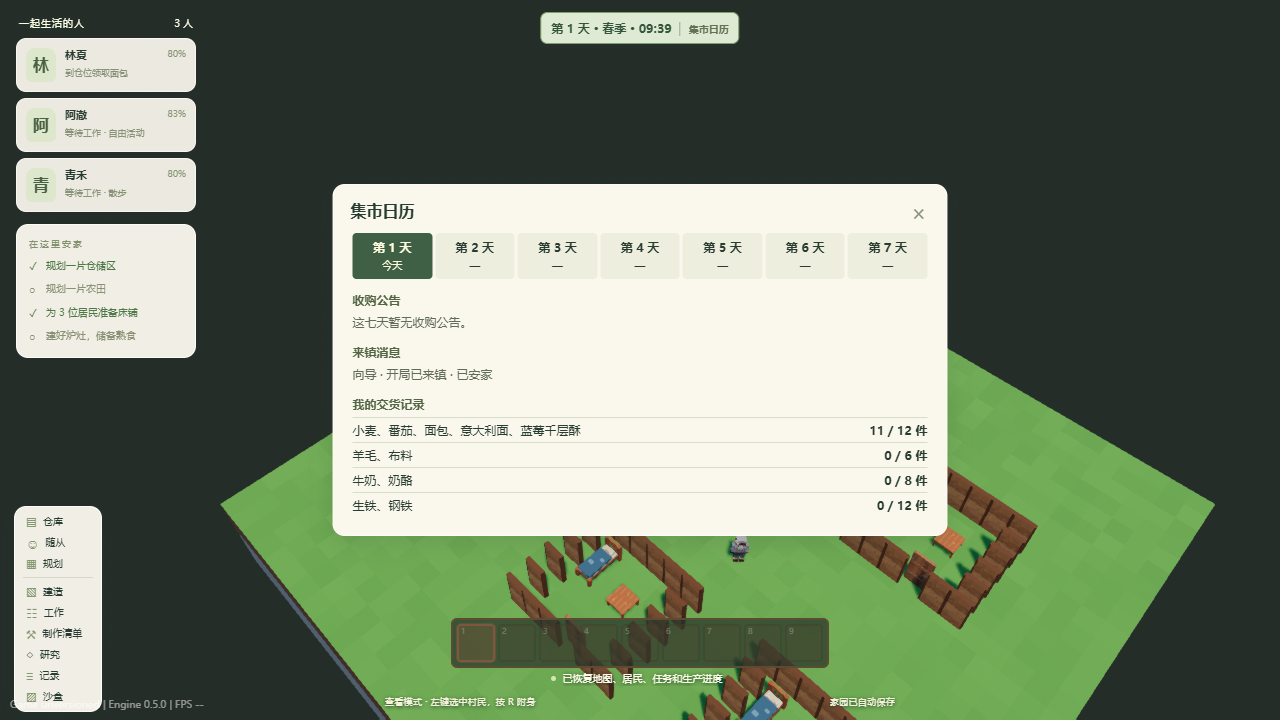 一起生活的人 3 人
林 林夏 80%
到仓位领取面包
阿 阿澈 83%
等待工作 · 自由活动
青 青禾 80%
等待工作 · 散步
在这里安家
✓ 规划一片仓储区
○ 规划一片农田
✓ 为 3 位居民准备床铺
○ 建好炉灶，储备熟食
第 1 天 • 春季 • 09:39 | 集市日历
集市日历 ×
第 1 天 第 2 天 第 3 天 第 4 天 第 5 天 第 6 天 第 7 天
今天 — — — — — —
收购公告
这七天暂无收购公告。
来镇消息
向导 · 开局已来镇 · 已安家
我的交货记录
小麦、番茄、面包、意大利面、蓝莓千层酥 11 / 12 件
羊毛、布料 0 / 6 件
牛奶、奶酪 0 / 8 件
生铁、钢铁 0 / 12 件
仓库
随从
规划
建造
工作
制作清单
研究
记录
沙盒
1 2 3 4 5 6 7 8 9
已恢复地图、居民、任务和生产进度
查看模式 · 左键选中村民，按 R 附身
家园已自动保存
| Engine 0.5.0 | FPS --